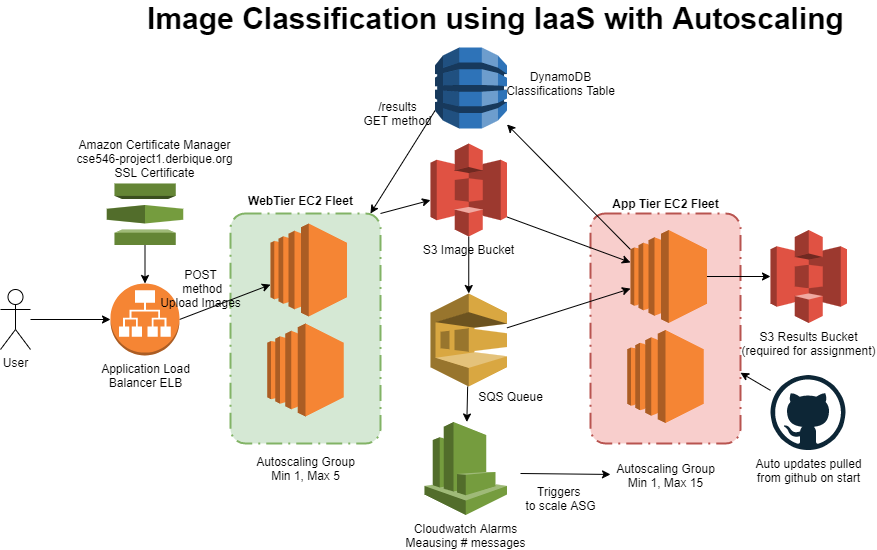 Image Classification using IaaS with Autoscaling
DynamoDB
Classifications Table
/results
GET method
Amazon Certificate Manager
cse546-project1.derbique.org
SSL Certificate
WebTier EC2 Fleet
App Tier EC2 Fleet
S3 Image Bucket
POST
method
Upload Images
User
Application Load
Balancer ELB
S3 Results Bucket
(required for assignment)
SQS Queue
Autoscaling Group
Min 1, Max 5
Autoscaling Group
Min 1, Max 15
Auto updates pulled
from github on start
Triggers
to scale ASG
Cloudwatch Alarms
Meausing # messages